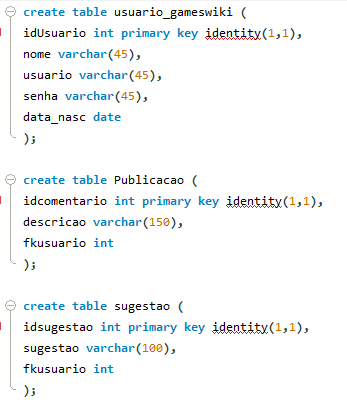 create table usuario_gameswiki (
idUsuario int primary key identity(1,1),
nome varchar(45),
usuario varchar(45),
senha varchar(45),
data_nasc date
);
create table Publicacao (
idcomentario int primary key identity(1,1),
descricao varchar(150),
fkusuario int
);
create table sugestao (
idsugestao int primary key identity(1,1),
sugestao varchar(100),
fkusuario int
);